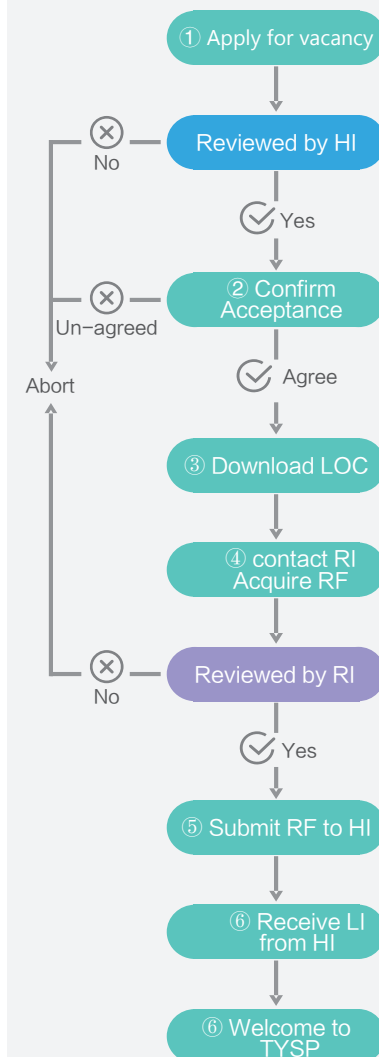 ① Apply for vacancy
Reviewed by HI
No
Yes
② Confirm
Acceptance
Un-agreed
Agree
Abort
③ Download LOC
④ contact RI
Acquire RF
Reviewed by RI
No
Yes
⑤ Submit RF to HI
⑥ Receive LI
from HI
⑥ Welcome to
TYSP